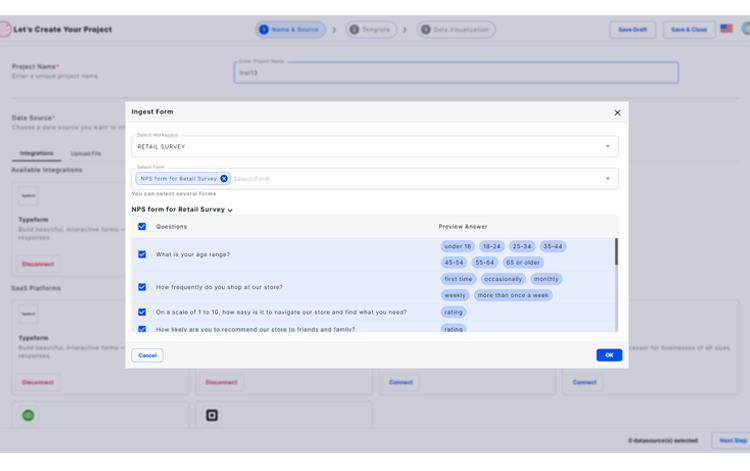 Let's Create Your Project
1 Name & Source
2 Template
3 Data Visualization
Save Draft
Save & Close
Project Name*
Enter a unique project name
Enter Project Name
Data Source*
Choose a data source you want to in
Integrations Upload File
Available Integrations
Typeform
Build beautiful, interactive forms —
responses
Disconnect
SaaS Platforms
Typeform
Build beautiful, interactive forms —
responses
essor for businesses of all sizes
Disconnect
Disconnect
Connect
Connect
0 datasource(s) selected
Next Step
Ingest Form
Select Workspace
RETAIL SURVEY
Select Form
NPS form for Retail Survey
Select Form
You can select several forms
NPS form for Retail Survey
Questions Preview Answer
What is your age range?
under 18 18-24 25-34 35-44
45-54 55-64 65 or older
How frequently do you shop at our store?
first time occasionally monthly
weekly more than once a week
On a scale of 1 to 10, how easy is it to navigate our store and find what you need? rating
How likely are you to recommend our store to friends and family? rating
Cancel
OK